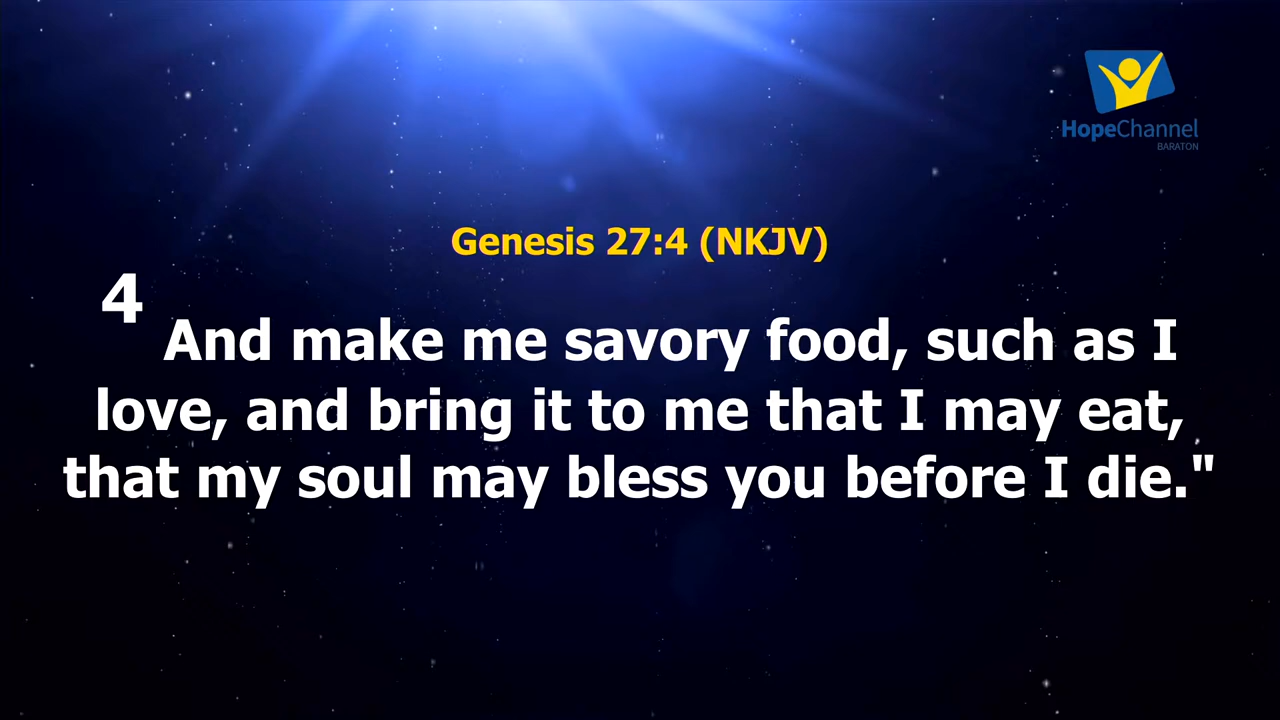 HopeChannel
BARATON
Genesis 27:4 (NKJV)
4 And make me savory food, such as I
love, and bring it to me that I may eat,
that my soul may bless you before I die."